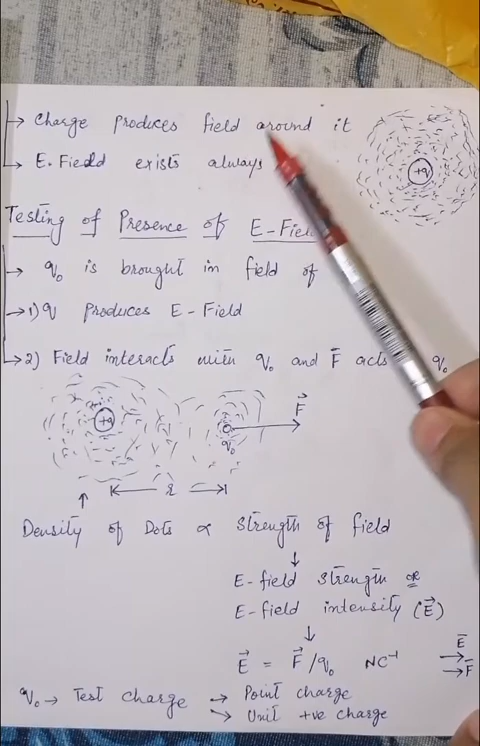 → Charge produces field around it
+q
→ E. Field exists always
Testing of Presence of E-Fiel
→ q₀ is brought in field of
→ 1) q Produces E-Field
→ 2) Field interacts with q₀ and F⃗ acts q₀
+q
q₀
F⃗
r
Density of Dots ∝ Strength of field
↓
E-field strength or
E-field intensity (E⃗)
↓
E⃗ = F⃗/q₀ NC⁻¹
E⃗
F⃗
q₀ → Test charge → Point charge
→ Unit +ve charge